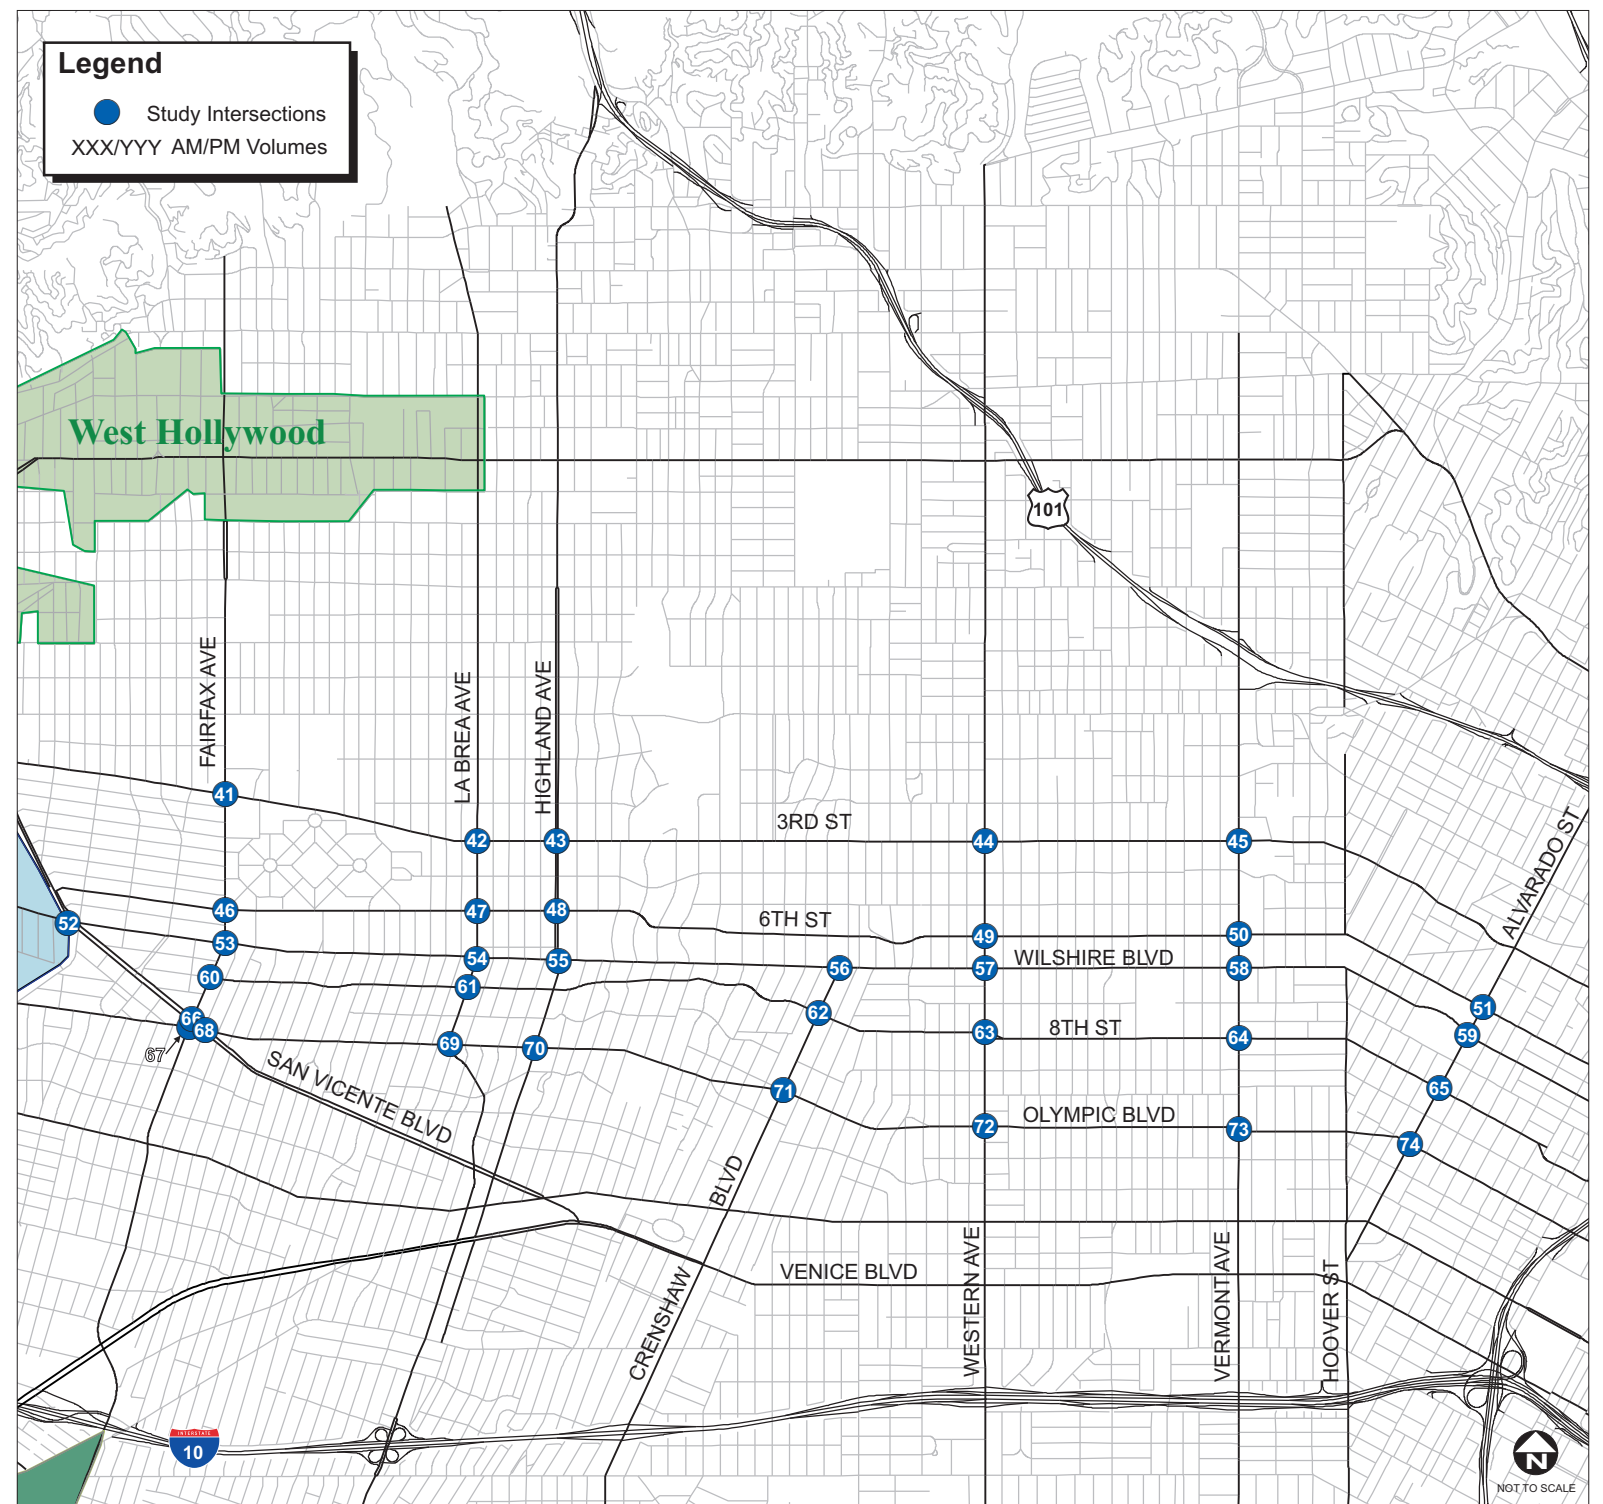 Legend
Study Intersections
XXX/YYY AM/PM Volumes
West Hollywood
101
FAIRFAX AVE
LA BREA AVE
HIGHLAND AVE
41
42
43
3RD ST
44
45
ALVARADO ST
46
47
48
6TH ST
49
50
52
53
54
55
56
57
WILSHIRE BLVD
58
60
61
62
51
66
68
67
63
8TH ST
64
59
69
70
SAN VICENTE BLVD
71
65
72
OLYMPIC BLVD
73
74
CRENSHAW BLVD
VENICE BLVD
WESTERN AVE
VERMONT AVE
HOOVER ST
INTERSTATE
10
N
NOT TO SCALE